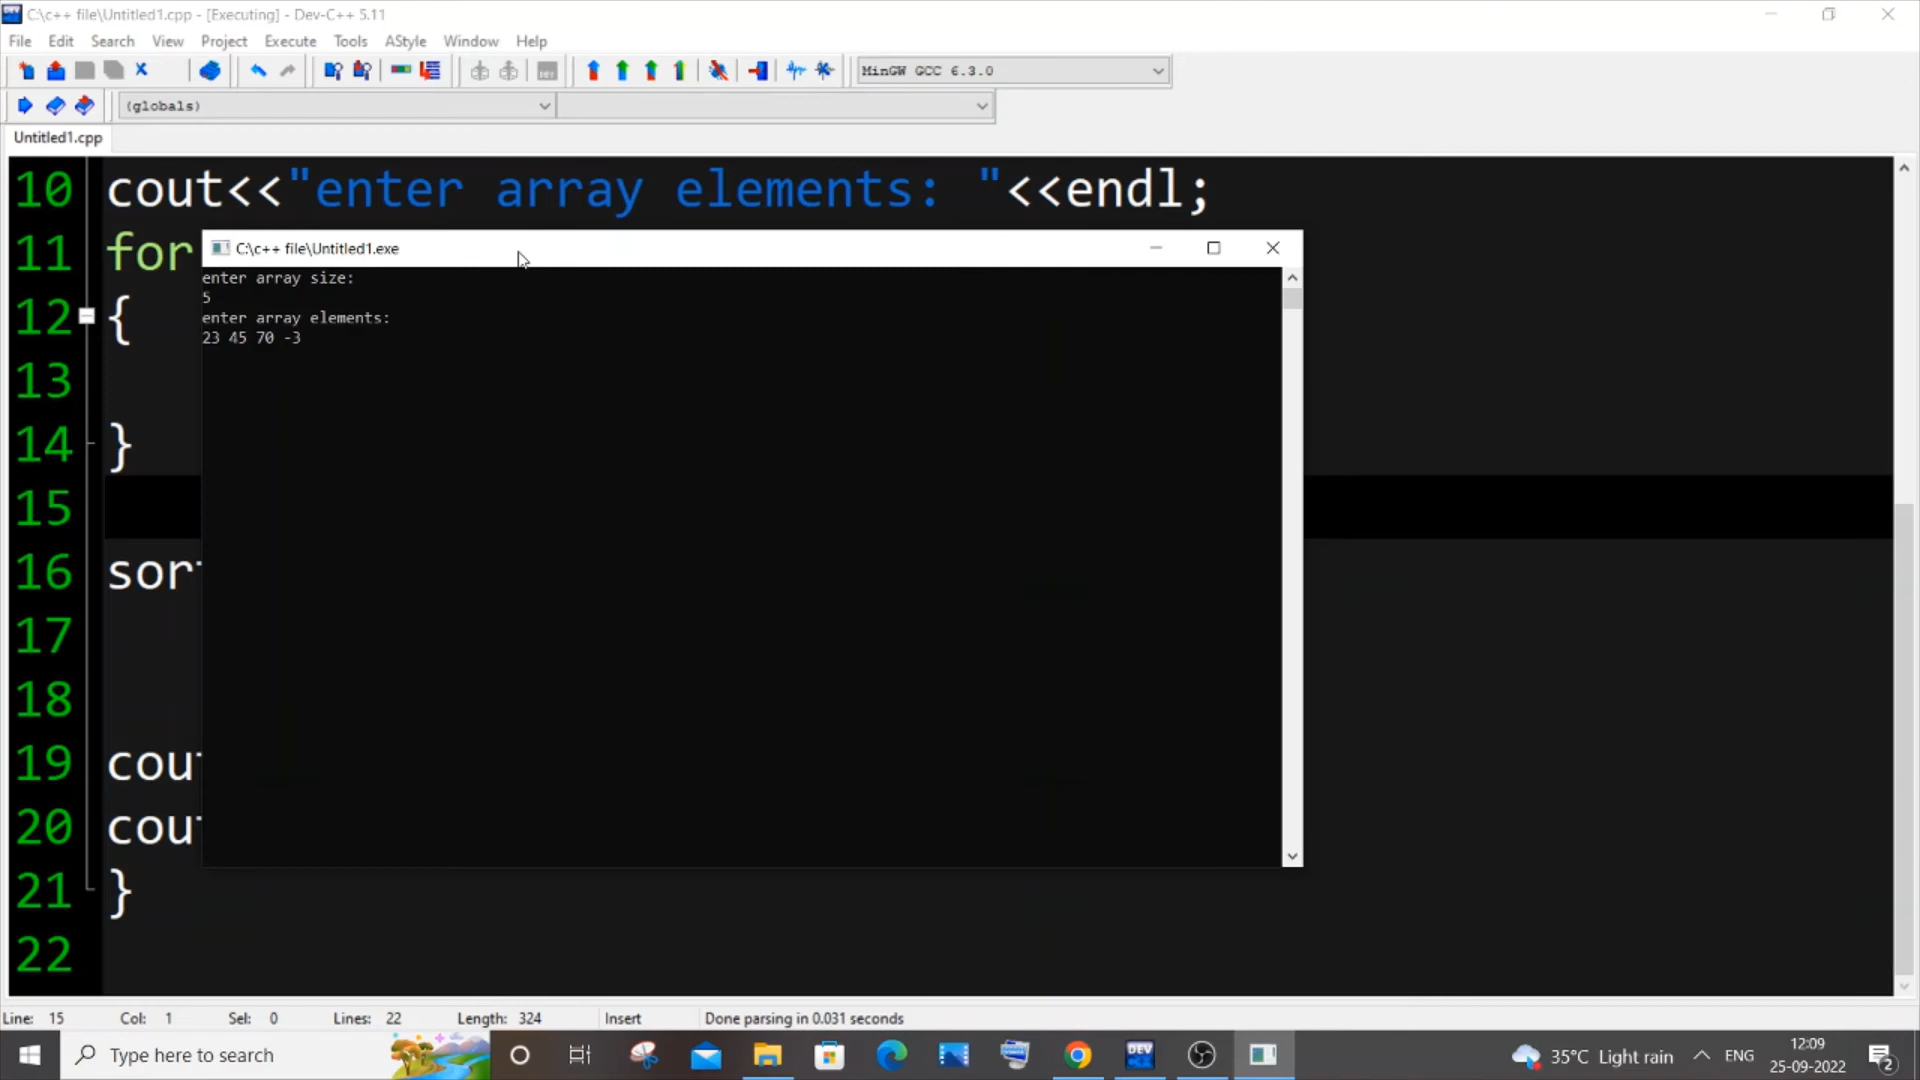 C:\c++ file\Untitled1.cpp - [Executing] - Dev-C++ 5.11
File Edit Search View Project Execute Tools AStyle Window Help
MinGW GCC 6.3.0
(globals)
Untitled1.cpp
10 cout<<"enter array elements: "<<endl;
11 for
C:\c++ file\Untitled1.exe
enter array size:
5
enter array elements:
23 45 70 -3
12 {
13
14 }
15
16 sor
17
18
19 cou
20 cou
21 }
22
Line: 15 Col: 1 Sel: 0 Lines: 22 Length: 324 Insert Done parsing in 0.031 seconds
Type here to search
DEV
35°C Light rain
ENG
12:09
25-09-2022
2